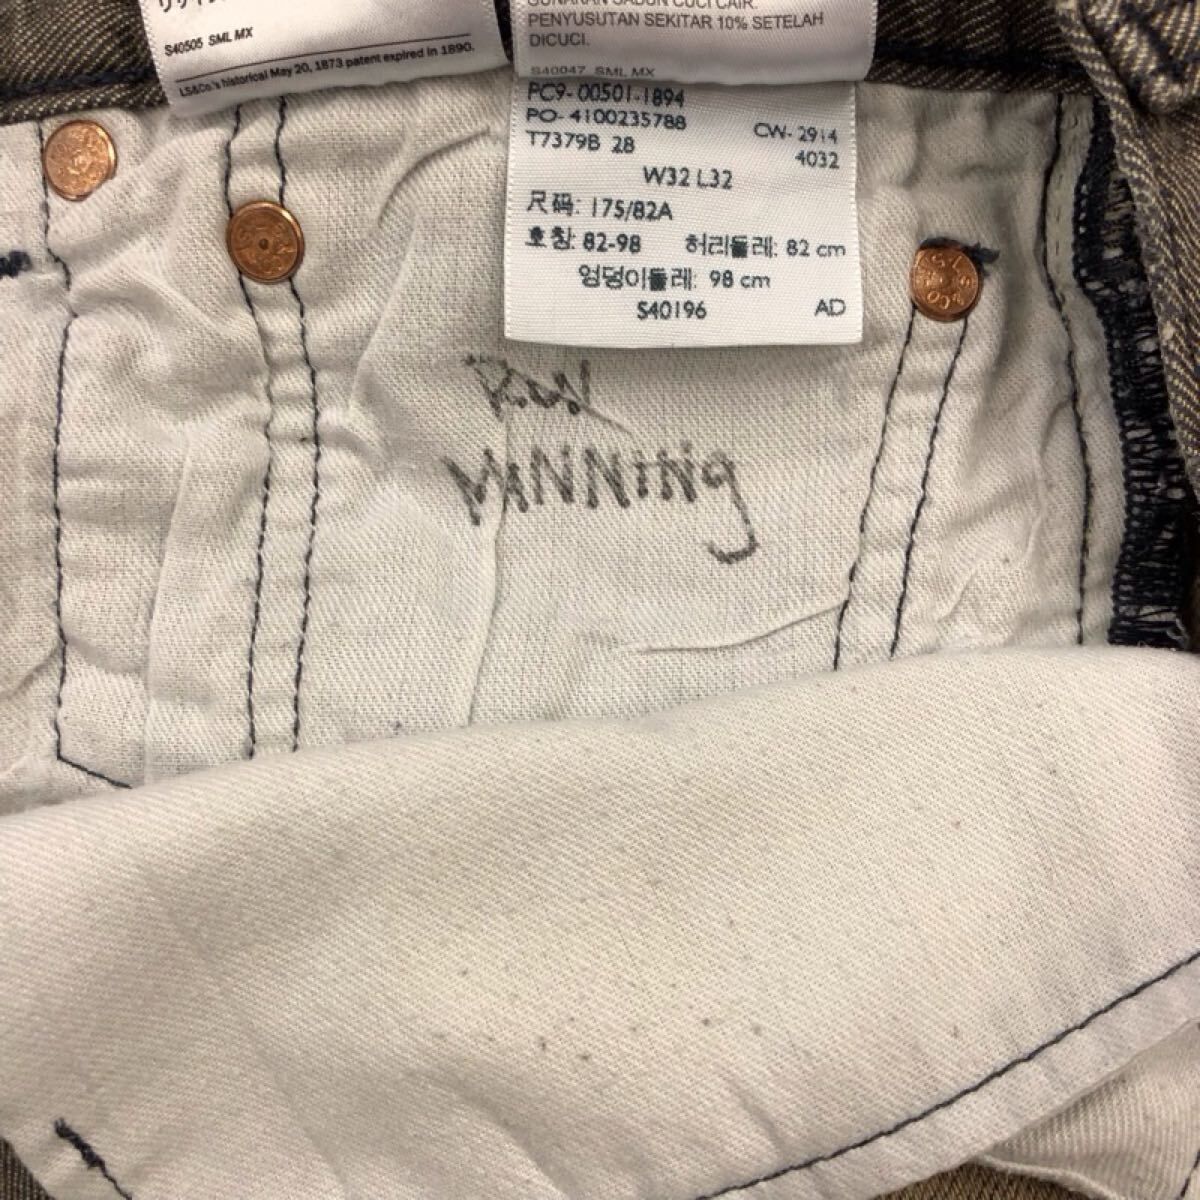 S40505 SML MX
LS&Co.'s historical May 20, 1873 patent expired in 1890.
GUNAKAN SABUN CUCI CAIR.
PENYUSUTAN SEKITAR 10% SETELAH
DICUCI.
S40047 SML MX
PC9-00501-1894
PO-4100235788
CW-2914
T7379B 28
4032
W32 L32
尺码: 175/82A
호칭: 82-98 허리둘레: 82 cm
엉덩이둘레: 98 cm
S40196 AD
MANNiNg